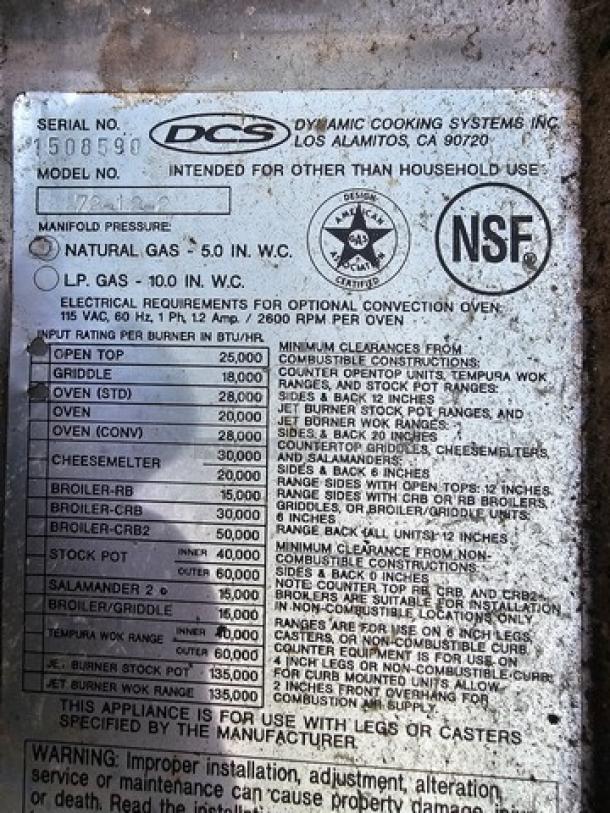 SERIAL NO.
1508590
DCS
DYNAMIC COOKING SYSTEMS INC.
LOS ALAMITOS, CA 90720
MODEL NO.
INTENDED FOR OTHER THAN HOUSEHOLD USE
MANIFOLD PRESSURE:
NATURAL GAS - 5.0 IN. W.C.
L.P. GAS - 10.0 IN. W.C.
DESIGN
AMERICAN
GAS
ASSOCIATION
CERTIFIED
NSF®
ELECTRICAL REQUIREMENTS FOR OPTIONAL CONVECTION OVEN:
115 VAC, 60 Hz, 1 Ph, 1.2 Amp. / 2600 RPM PER OVEN
INPUT RATING PER BURNER IN BTU/HR.
OPEN TOP 25,000
GRIDDLE 18,000
OVEN (STD) 28,000
OVEN 20,000
OVEN (CONV) 28,000
CHEESEMELTER 30,000
20,000
BROILER-RB 15,000
BROILER-CRB 30,000
BROILER-CRB2 50,000
STOCK POT INNER 40,000
OUTER 60,000
SALAMANDER 2 15,000
BROILER/GRIDDLE 15,000
TEMPURA WOK RANGE INNER 40,000
OUTER 60,000
JET BURNER STOCK POT 135,000
JET BURNER WOK RANGE 135,000
MINIMUM CLEARANCES FROM
COMBUSTIBLE CONSTRUCTIONS:
COUNTER OPENTOP UNITS, TEMPURA WOK
RANGES, AND STOCK POT RANGES:
SIDES & BACK 12 INCHES
JET BURNER STOCK POT RANGES, AND
JET BURNER WOK RANGES:
SIDES & BACK 20 INCHES
COUNTERTOP GRIDDLES, CHEESEMELTERS,
AND SALAMANDERS:
SIDES & BACK 6 INCHES
RANGE SIDES WITH OPEN TOPS: 12 INCHES
RANGE SIDES WITH CRB OR RB BROILERS,
GRIDDLES, OR BROILER/GRIDDLE UNITS:
6 INCHES
RANGE BACK (ALL UNITS) 12 INCHES
MINIMUM CLEARANCE FROM NON-
COMBUSTIBLE CONSTRUCTIONS:
SIDES & BACK 0 INCHES
NOTE: COUNTER TOP RB, CRB, AND CRB2
BROILERS ARE SUITABLE FOR INSTALLATION
IN NON-COMBUSTIBLE LOCATIONS ONLY
RANGES ARE FOR USE ON 6 INCH LEGS,
CASTERS, OR NON-COMBUSTIBLE CURB
COUNTER EQUIPMENT IS FOR USE ON
4 INCH LEGS OR NON-COMBUSTIBLE CURB:
FOR CURB MOUNTED UNITS ALLOW
2 INCHES FRONT OVERHANG FOR
COMBUSTION AIR SUPPLY.
THIS APPLIANCE IS FOR USE WITH LEGS OR CASTERS
SPECIFIED BY THE MANUFACTURER
WARNING: Improper installation, adjustment, alteration,
service or maintenance can cause property damage, injury
or death. Read the